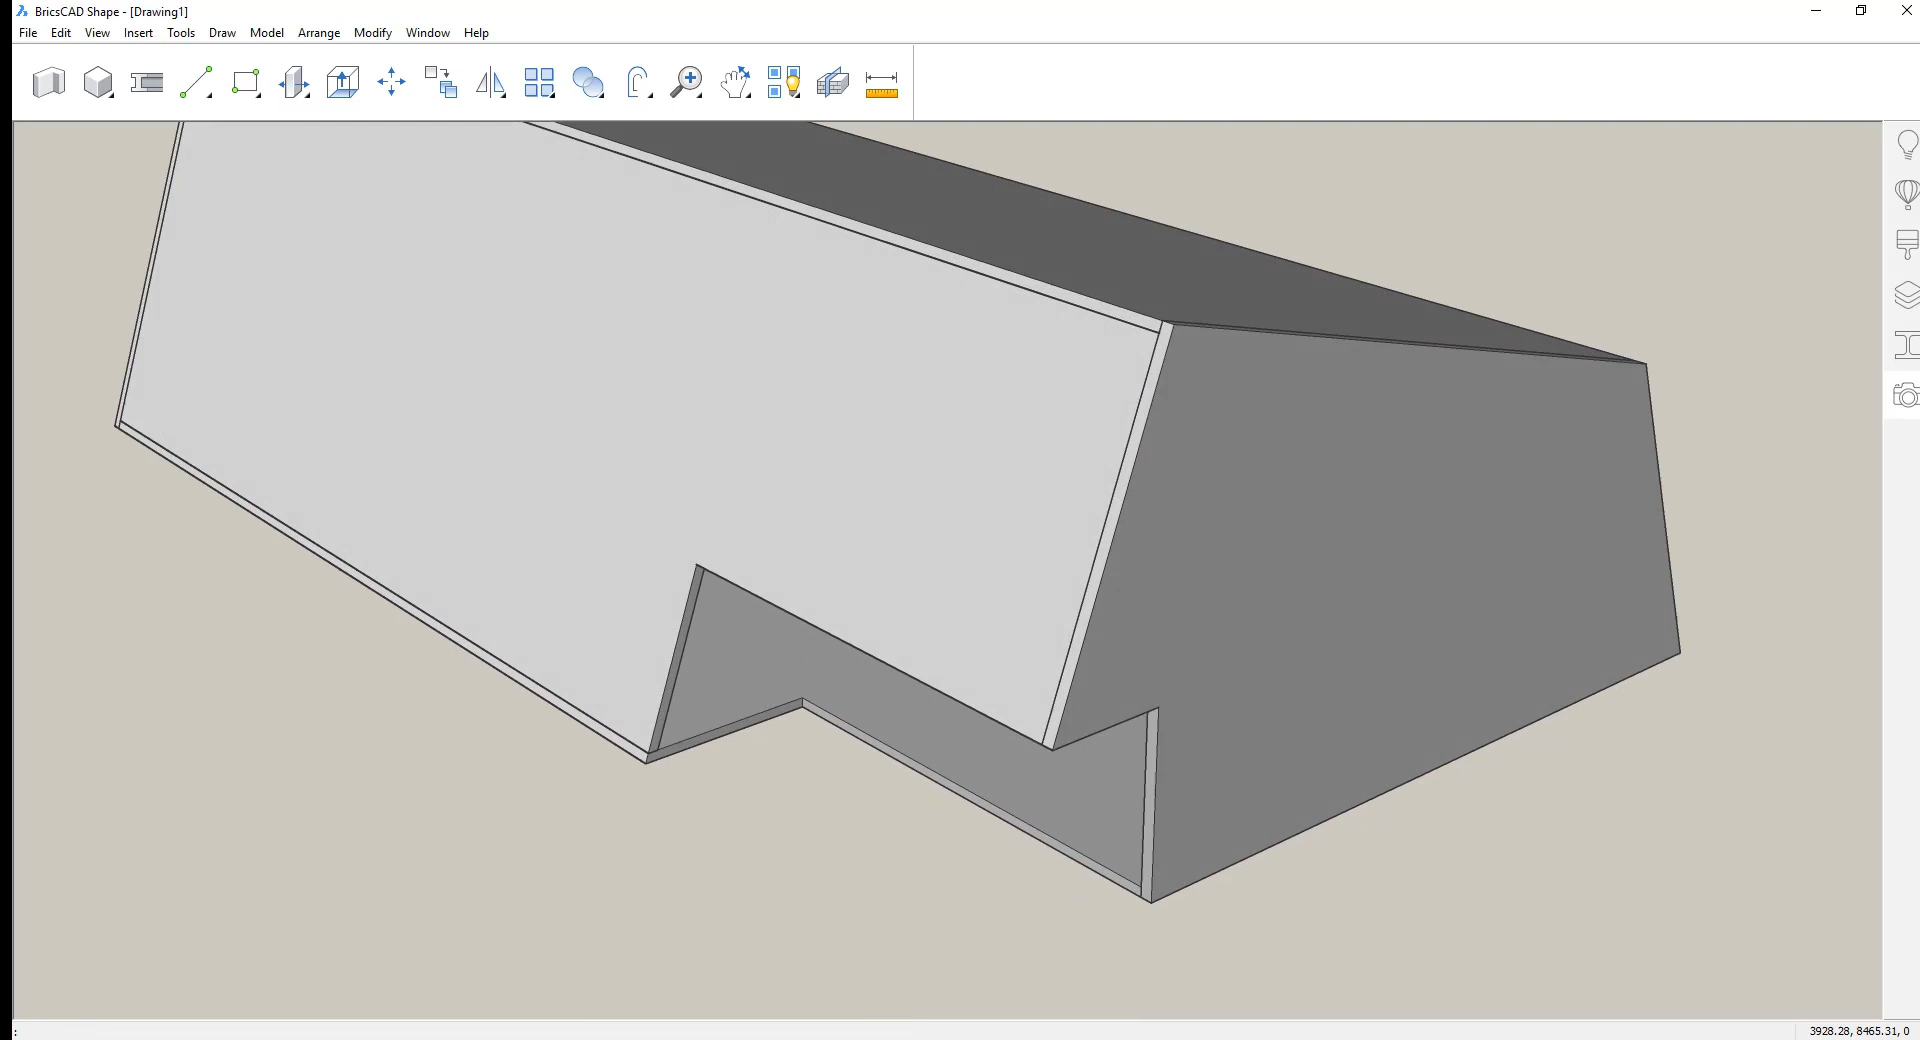 BricsCAD Shape - [Drawing1]
File Edit View Insert Tools Draw Model Arrange Modify Window Help
:
3928.28, 8465.31, 0